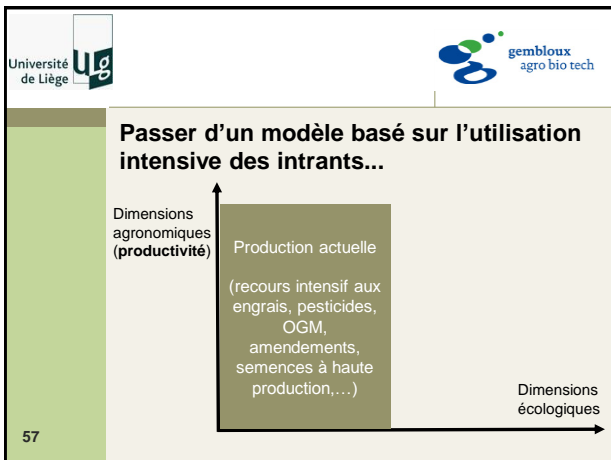 Université
de Liège
ULg
gembloux
agro bio tech
Passer d'un modèle basé sur l'utilisation
intensive des intrants...
Dimensions
agronomiques
(productivité)
Production actuelle
(recours intensif aux
engrais, pesticides,
OGM,
amendements,
semences à haute
production,…)
Dimensions
écologiques
57